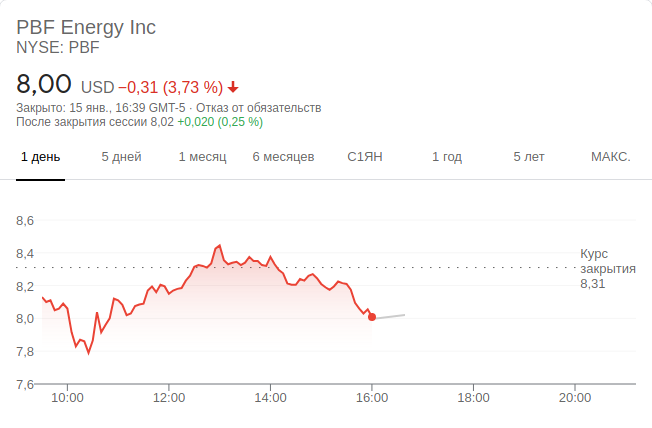 PBF Energy Inc
NYSE: PBF
8,00 USD −0,31 (3,73 %)
Закрыто: 15 янв., 16:39 GMT-5 · Отказ от обязательств
После закрытия сессии 8,02 +0,020 (0,25 %)
1 день 5 дней 1 месяц 6 месяцев С1ЯН 1 год 5 лет МАКС.
8,6
8,4
8,2
8,0
7,8
7,6
Курс
закрытия
8,31
10:00 12:00 14:00 16:00 18:00 20:00